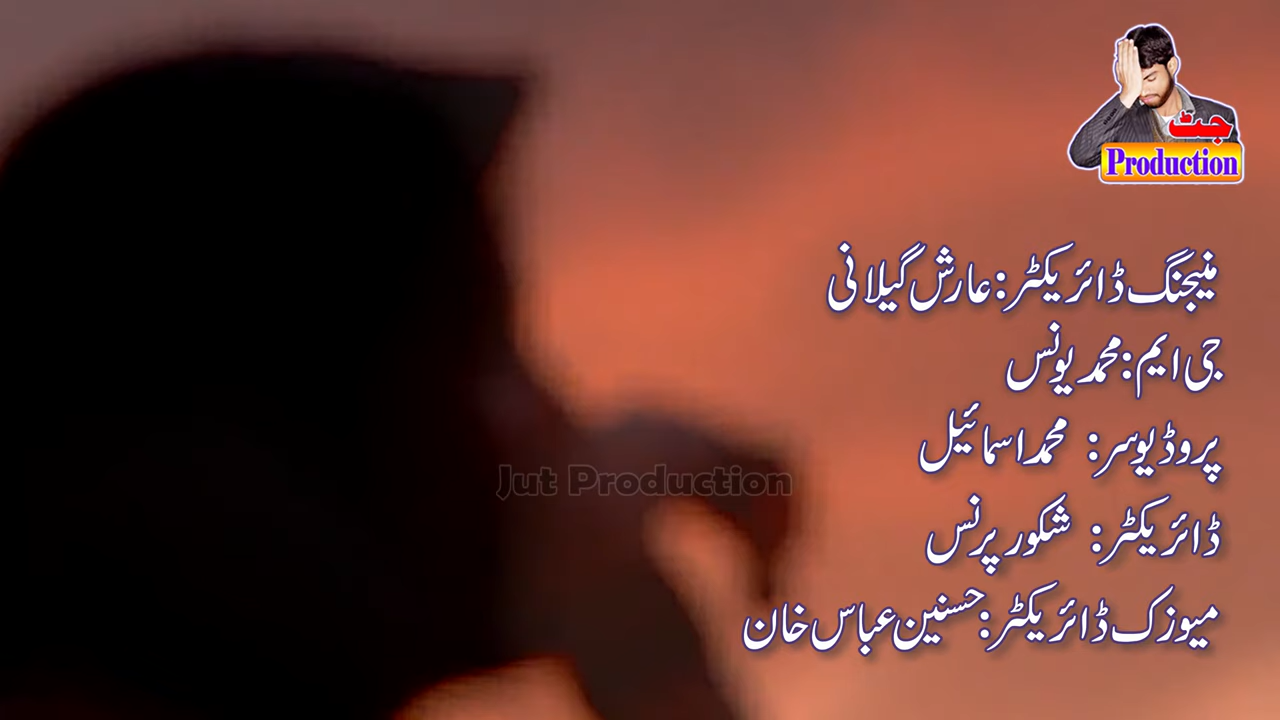 جٹ
Production
منیجنگ ڈائریکٹر: عارش گیلانی
جی ایم: محمد یونس
پروڈیوسر: محمد اسمائیل
Jut Production
ڈائریکٹر: شکور پرنس
میوزک ڈائریکٹر: حسنین عباس خان